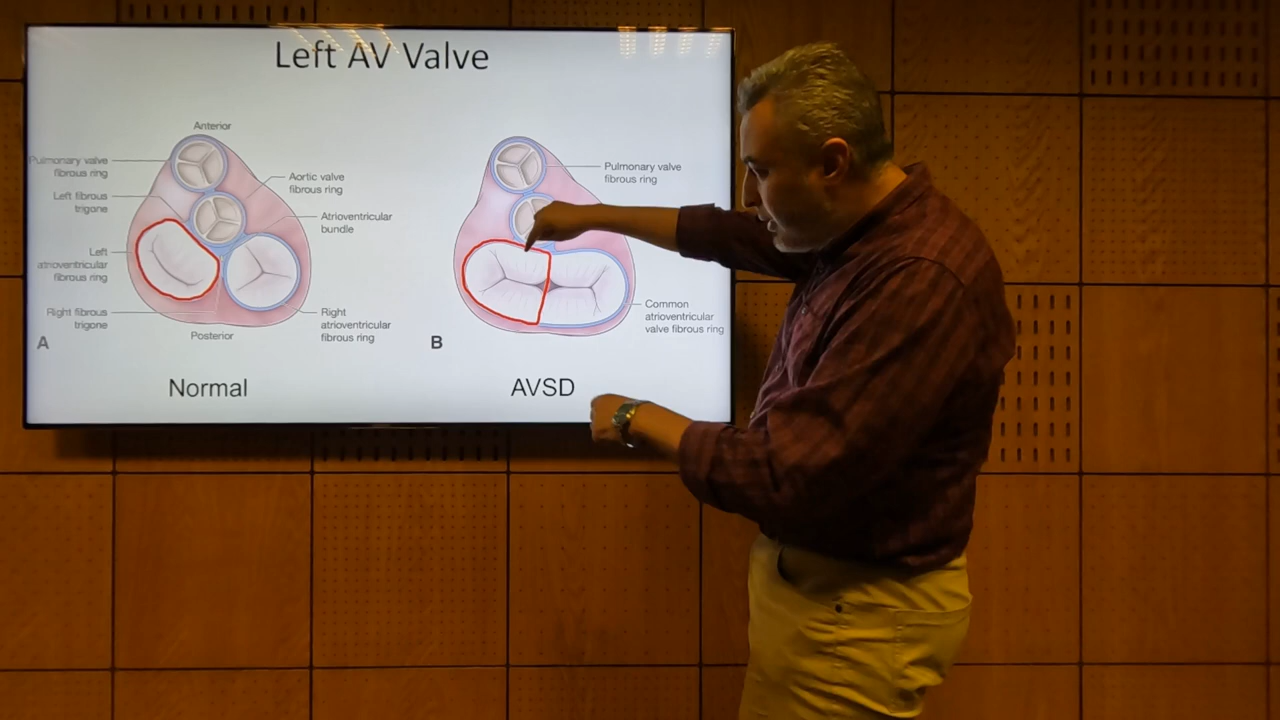 Left AV Valve
Anterior
Pulmonary valve
fibrous ring
Left fibrous
trigone
Left
atrioventricular
fibrous ring
Right fibrous
trigone
Aortic valve
fibrous ring
Atrioventricular
bundle
Right
atrioventricular
fibrous ring
Posterior
A
Normal
Pulmonary valve
fibrous ring
Common
atrioventricular
valve fibrous ring
B
AVSD